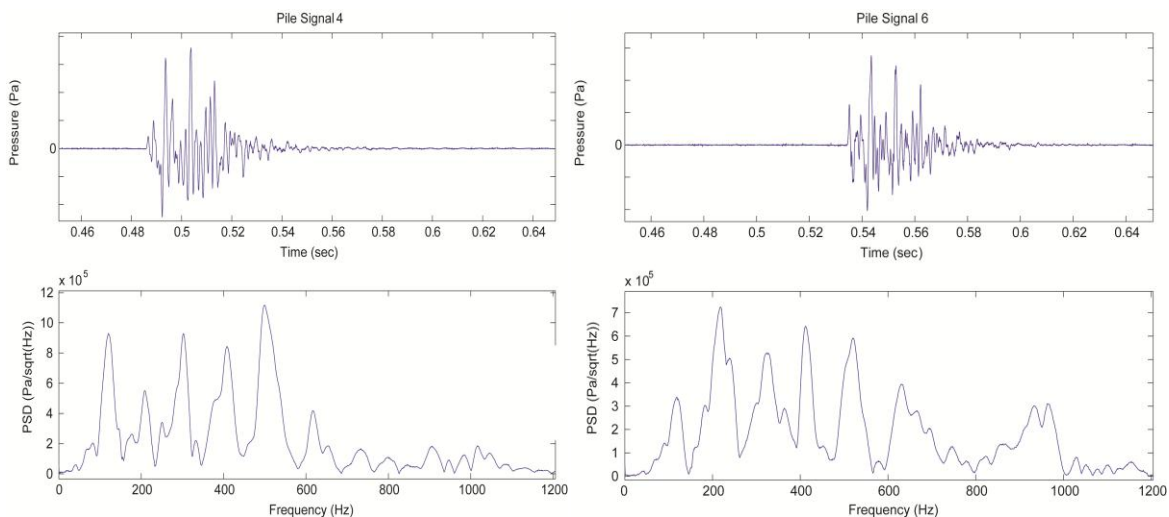 Pile Signal 4
Pressure (Pa)
0
0.46 0.48 0.5 0.52 0.54 0.56 0.58 0.6 0.62 0.64
Time (sec)
Pile Signal 6
Pressure (Pa)
0
0.46 0.48 0.5 0.52 0.54 0.56 0.58 0.6 0.62 0.64
Time (sec)
x 10⁵
PSD (Pa/sqrt(Hz))
12
10
8
6
4
2
0
0 200 400 600 800 1000 1200
Frequency (Hz)
x 10⁵
PSD (Pa/sqrt(Hz))
7
6
5
4
3
2
1
0
0 200 400 600 800 1000 1200
Frequency (Hz)